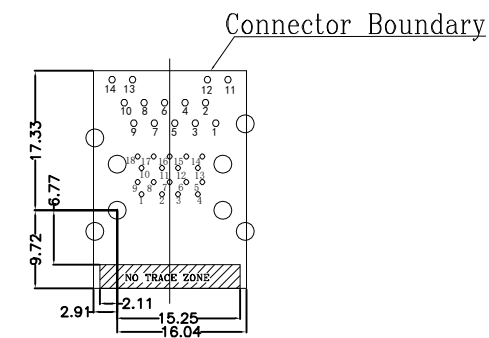 Connector Boundary
14 13 12 11
10 8 6 4 2
9 7 5 3 1
18 17 16 15 14
10 11 12 13
9 8 7 6 5
1 2 3 4
17.33
6.77
9.72
NO TRACE ZONE
2.91
2.11
15.25
16.04